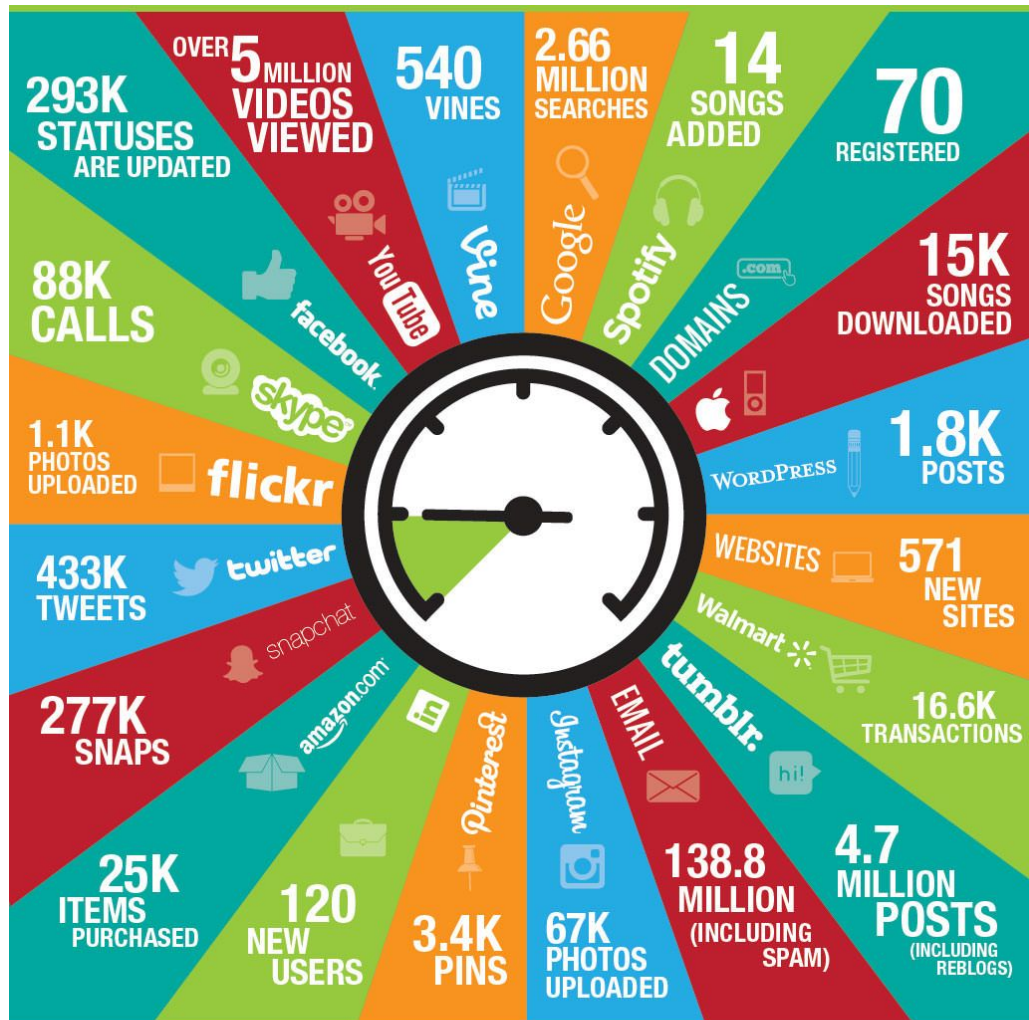 293K
STATUSES
ARE UPDATED
facebook
OVER 5 MILLION
VIDEOS
VIEWED
YouTube
540
VINES
Vine
2.66
MILLION
SEARCHES
Google
14
SONGS
ADDED
Spotify
70
REGISTERED
.com
DOMAINS
15K
SONGS
DOWNLOADED
1.8K
POSTS
WORDPRESS
571
NEW
SITES
WEBSITES
Walmart
16.6K
TRANSACTIONS
tumblr.
hi!
4.7
MILLION
POSTS
(INCLUDING
REBLOGS)
EMAIL
138.8
MILLION
(INCLUDING
SPAM)
Instagram
67K
PHOTOS
UPLOADED
Pinterest
3.4K
PINS
in
120
NEW
USERS
amazon.com
25K
ITEMS
PURCHASED
snapchat
277K
SNAPS
twitter
433K
TWEETS
flickr
1.1K
PHOTOS
UPLOADED
skype
88K
CALLS